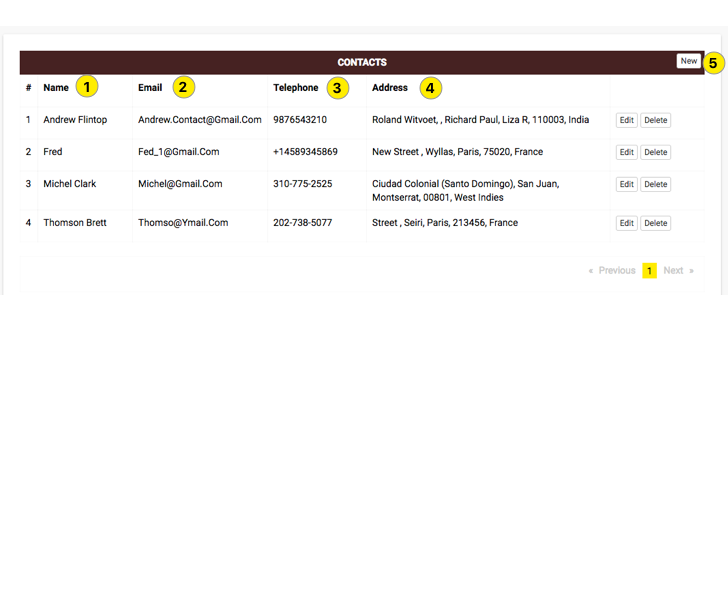 CONTACTS
New 5
# Name 1 Email 2 Telephone 3 Address 4
1 Andrew Flintop Andrew.Contact@Gmail.Com 9876543210 Roland Witvoet, , Richard Paul, Liza R, 110003, India Edit Delete
2 Fred Fed_1@Gmail.Com +14589345869 New Street , Wyllas, Paris, 75020, France Edit Delete
3 Michel Clark Michel@Gmail.Com 310-775-2525 Ciudad Colonial (Santo Domingo), San Juan, Edit Delete
Montserrat, 00801, West Indies
4 Thomson Brett Thomso@Ymail.Com 202-738-5077 Street , Seiri, Paris, 213456, France Edit Delete
« Previous 1 Next »